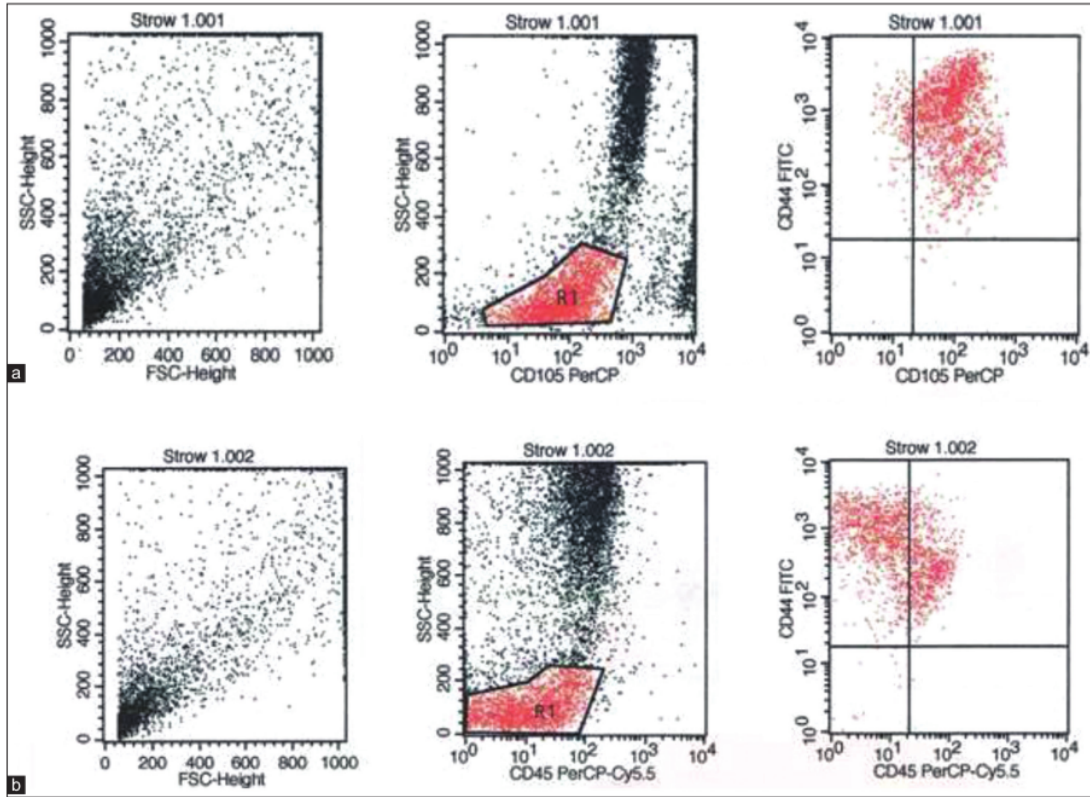 Strow 1.001
SSC-Height
1000
800
600
400
200
0
0 200 400 600 800 1000
FSC-Height
Strow 1.001
SSC-Height
1000
800
600
400
200
0
R1
10⁰ 10¹ 10² 10³ 10⁴
CD105 PerCP
Strow 1.001
CD44 FITC
10⁴
10³
10²
10¹
10⁰
10⁰ 10¹ 10² 10³ 10⁴
CD105 PerCP
a
Strow 1.002
SSC-Height
1000
800
600
400
200
0
0 200 400 600 800 1000
FSC-Height
Strow 1.002
SSC-Height
1000
800
600
400
200
0
R1
10⁰ 10¹ 10² 10³ 10⁴
CD45 PerCP-Cy5.5
Strow 1.002
CD44 FITC
10⁴
10³
10²
10¹
10⁰
10⁰ 10¹ 10² 10³ 10⁴
CD45 PerCP-Cy5.5
b